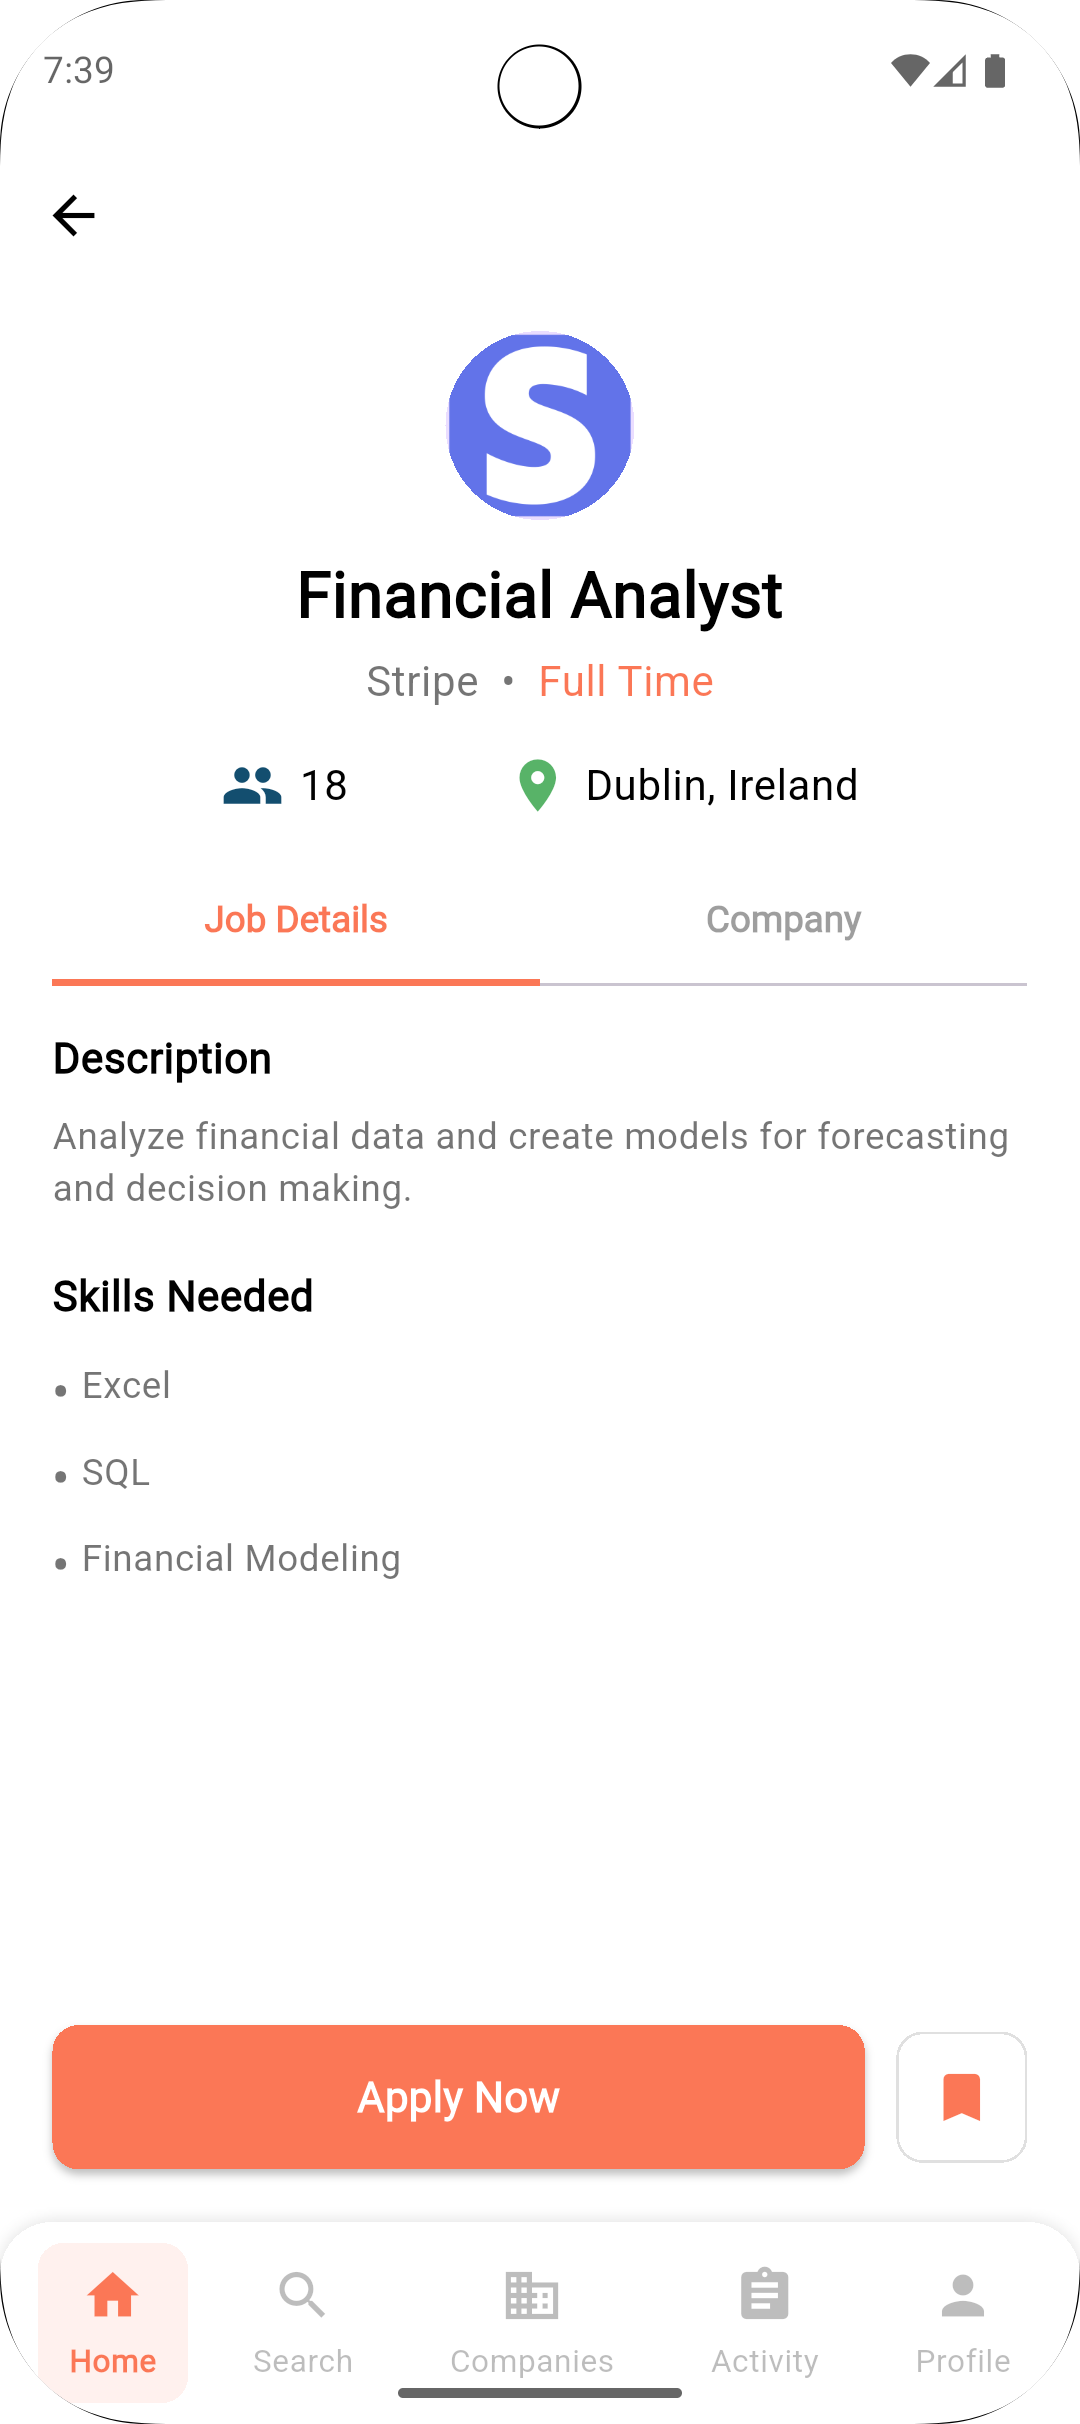 7:39
S
Financial Analyst
Stripe • Full Time
18 Dublin, Ireland
Job Details Company
Description
Analyze financial data and create models for forecasting
and decision making.
Skills Needed
• Excel
• SQL
• Financial Modeling
Apply Now
Home Search Companies Activity Profile